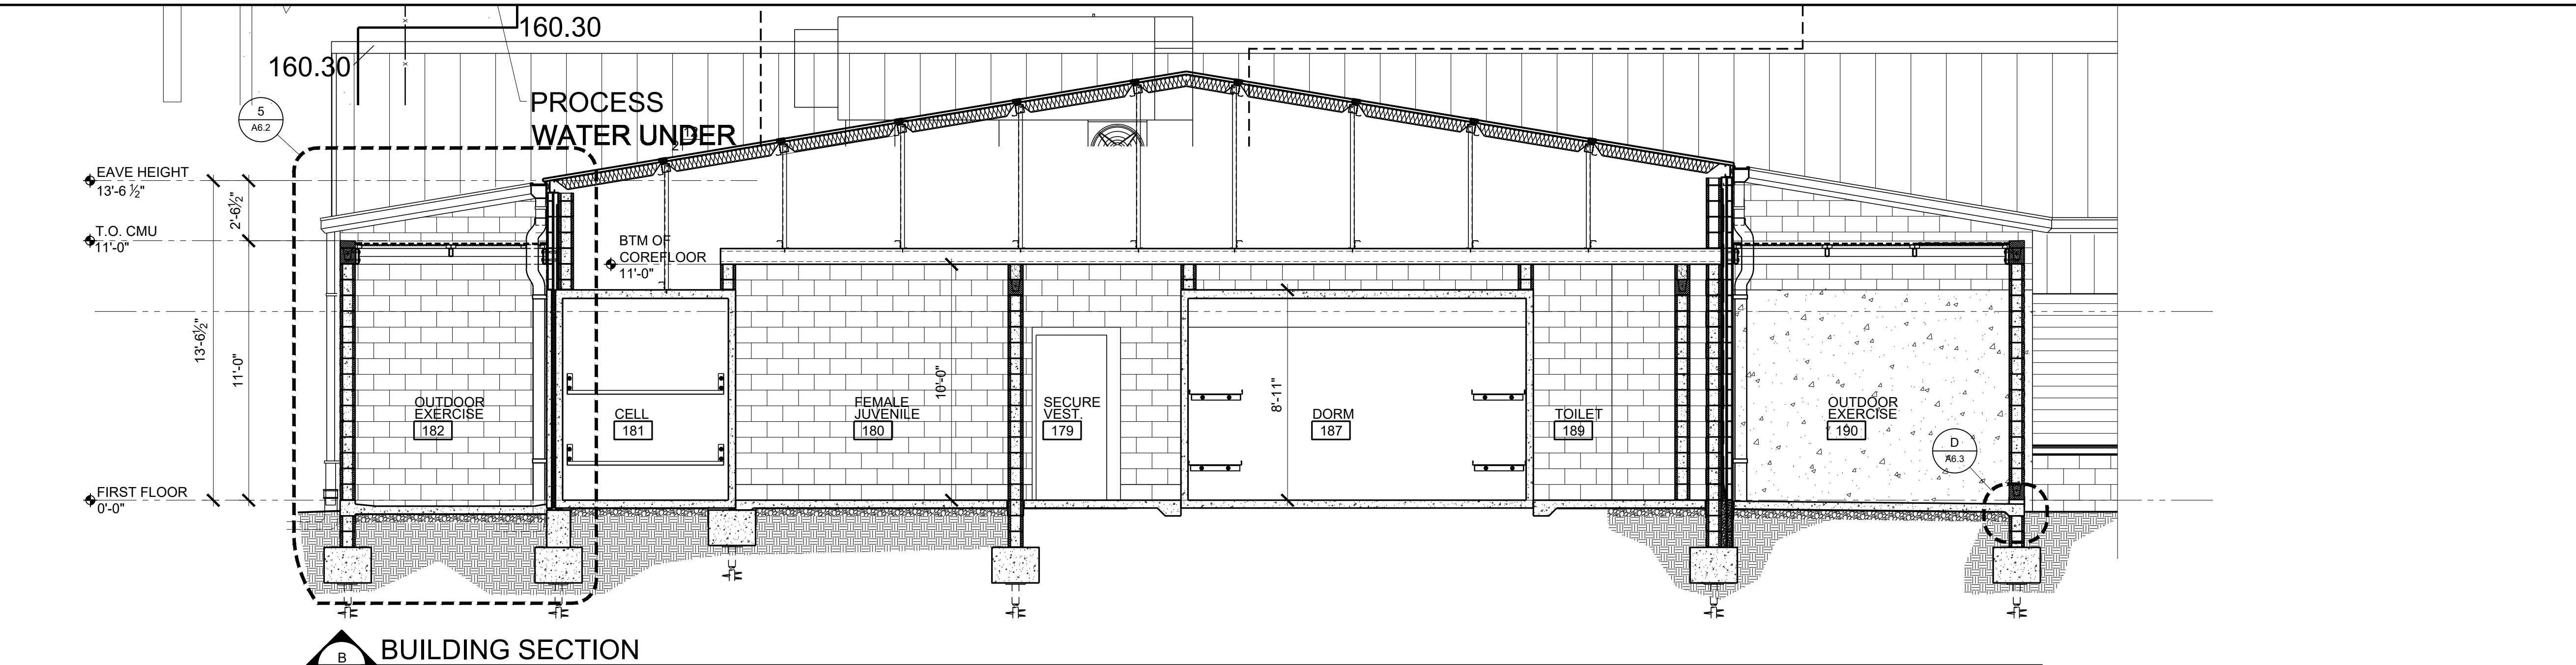 160.30
160.30
PROCESS
WATER UNDER
12
2
5
A6.2
EAVE HEIGHT
13'-6 ½"
T.O. CMU
11'-0"
FIRST FLOOR
0'-0"
13'-6½"
2'-6½"
11'-0"
BTM OF
COREFLOOR
11'-0"
10'-0"
8'-11"
OUTDOOR
EXERCISE
182
CELL
181
FEMALE
JUVENILE
180
SECURE
VEST.
179
DORM
187
TOILET
189
OUTDOOR
EXERCISE
190
D
A6.3
B
BUILDING SECTION